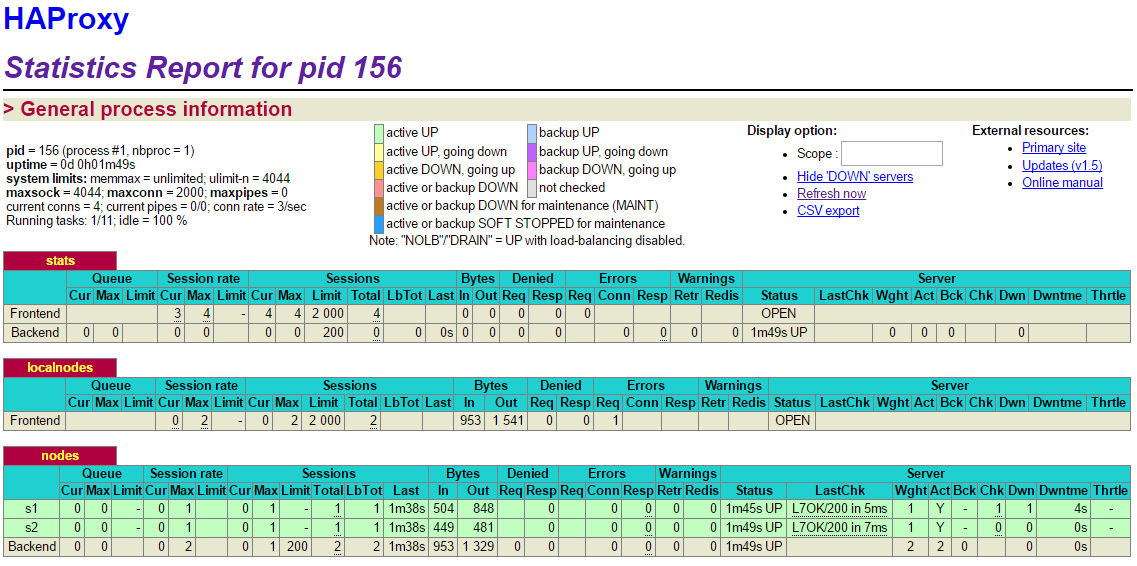 HAProxy
Statistics Report for pid 156
> General process information
pid = 156 (process #1, nbproc = 1)
uptime = 0d 0h01m49s
system limits: memmax = unlimited; ulimit-n = 4044
maxsock = 4044; maxconn = 2000; maxpipes = 0
current conns = 4; current pipes = 0/0; conn rate = 3/sec
Running tasks: 1/11; idle = 100 %
active UP backup UP
active UP, going down backup UP, going down
active DOWN, going up backup DOWN, going up
active or backup DOWN not checked
active or backup DOWN for maintenance (MAINT)
active or backup SOFT STOPPED for maintenance
Note: "NOLB"/"DRAIN" = UP with load-balancing disabled.
Display option:
Scope :
Hide 'DOWN' servers
Refresh now
CSV export
External resources:
Primary site
Updates (v1.5)
Online manual
stats
Queue Session rate Sessions Bytes Denied Errors Warnings Server
Cur Max Limit Cur Max Limit Cur Max Limit Total LbTot Last In Out Req Resp Req Conn Resp Retr Redis Status LastChk Wght Act Bck Chk Dwn Dwntme Thrtle
Frontend 3 4 - 4 4 2 000 4 0 0 0 0 0 OPEN
Backend 0 0 0 0 0 0 200 0 0 0s 0 0 0 0 0 0 0 0 1m49s UP 0 0 0 0
localnodes
Queue Session rate Sessions Bytes Denied Errors Warnings Server
Cur Max Limit Cur Max Limit Cur Max Limit Total LbTot Last In Out Req Resp Req Conn Resp Retr Redis Status LastChk Wght Act Bck Chk Dwn Dwntme Thrtle
Frontend 0 2 - 0 2 2 000 2 953 1 541 0 0 1 OPEN
nodes
Queue Session rate Sessions Bytes Denied Errors Warnings Server
Cur Max Limit Cur Max Limit Cur Max Limit Total LbTot Last In Out Req Resp Req Conn Resp Retr Redis Status LastChk Wght Act Bck Chk Dwn Dwntme Thrtle
s1 0 0 - 0 1 0 1 - 1 1 1m38s 504 848 0 0 0 0 0 1m45s UP L7OK/200 in 5ms 1 Y - 1 1 4s -
s2 0 0 - 0 1 0 1 - 1 1 1m38s 449 481 0 0 0 0 0 1m49s UP L7OK/200 in 7ms 1 Y - 0 0 0s -
Backend 0 0 0 2 0 1 200 2 2 1m38s 953 1 329 0 0 0 0 0 0 1m49s UP 2 2 0 0 0s